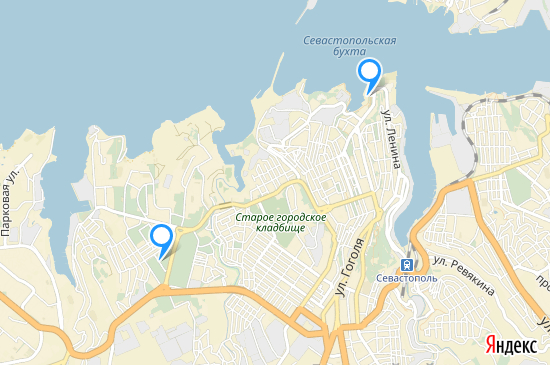 Севастопольская
бухта
ул. Ленина
Парковая ул.
Старое городское
кладбище
ул. Гоголя
Севастополь
ул. Ревякина
Яндекс